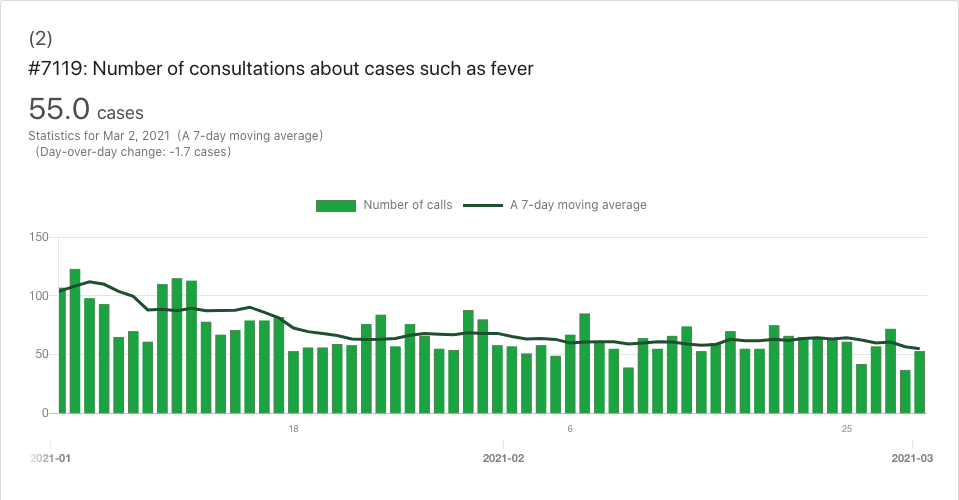 (2)
#7119: Number of consultations about cases such as fever
55.0 cases
Statistics for Mar 2, 2021 (A 7-day moving average)
(Day-over-day change: -1.7 cases)
Number of calls A 7-day moving average
150
100
50
0
18 6 25
2021-01 2021-02 2021-03